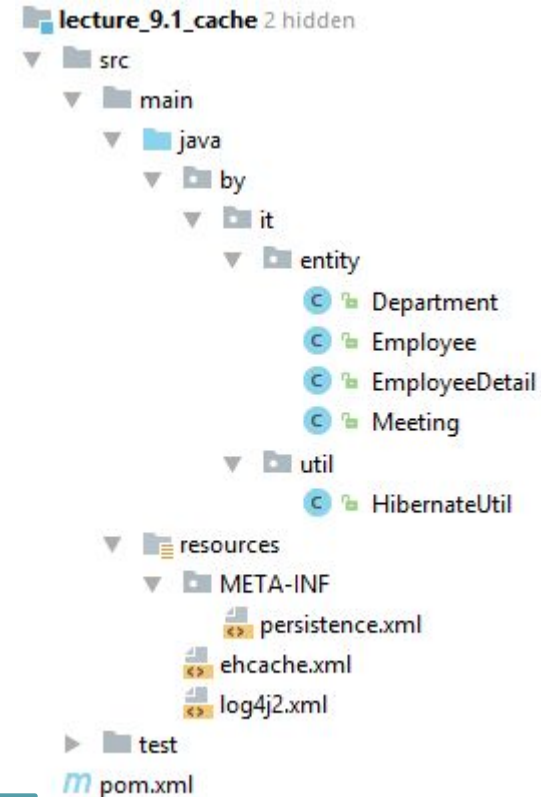 lecture_9.1_cache 2 hidden
src
main
java
by
it
entity
C Department
C Employee
C EmployeeDetail
C Meeting
util
C HibernateUtil
resources
META-INF
persistence.xml
ehcache.xml
log4j2.xml
test
m pom.xml